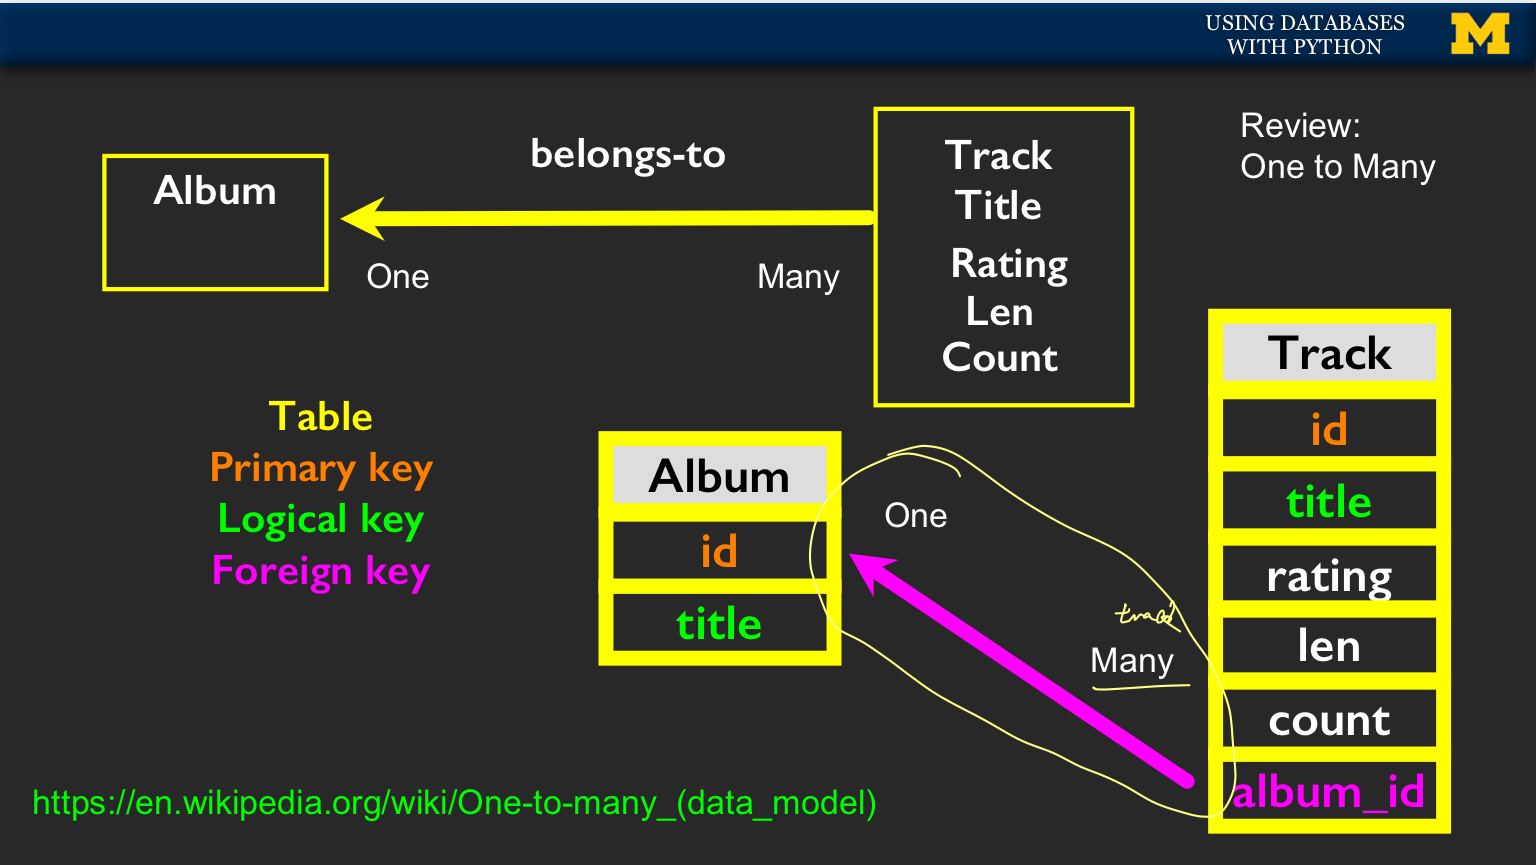 USING DATABASES
WITH PYTHON
M
Review:
One to Many
belongs-to
Album
One
Many
Track
Title
Rating
Len
Count
Table
Primary key
Logical key
Foreign key
Album
id
title
One
Many
Track
id
title
rating
len
count
album_id
https://en.wikipedia.org/wiki/One-to-many_(data_model)